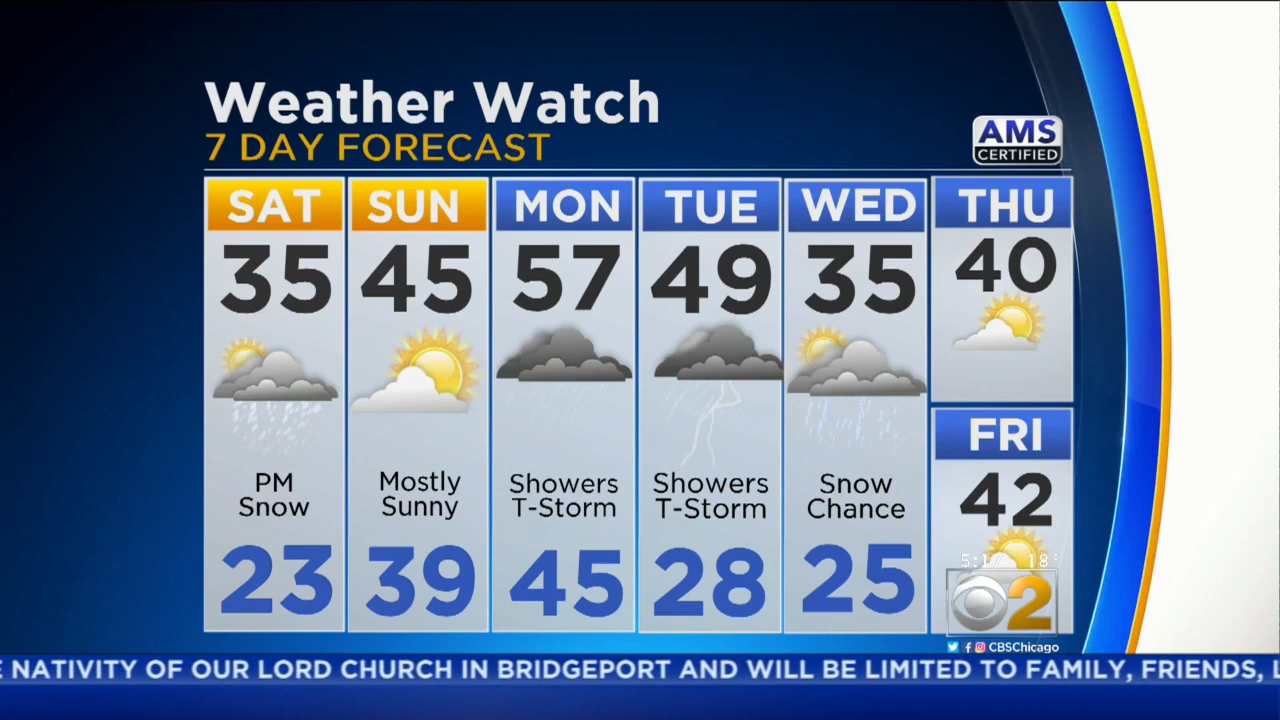 Weather Watch
7 DAY FORECAST
AMS
CERTIFIED
SAT
35
PM
Snow
23
SUN
45
Mostly
Sunny
39
MON
57
Showers
T-Storm
45
TUE
49
Showers
T-Storm
28
WED
35
Snow
Chance
25
THU
40
FRI
42
18°
2
CBSChicago
NATIVITY OF OUR LORD CHURCH IN BRIDGEPORT AND WILL BE LIMITED TO FAMILY, FRIENDS,